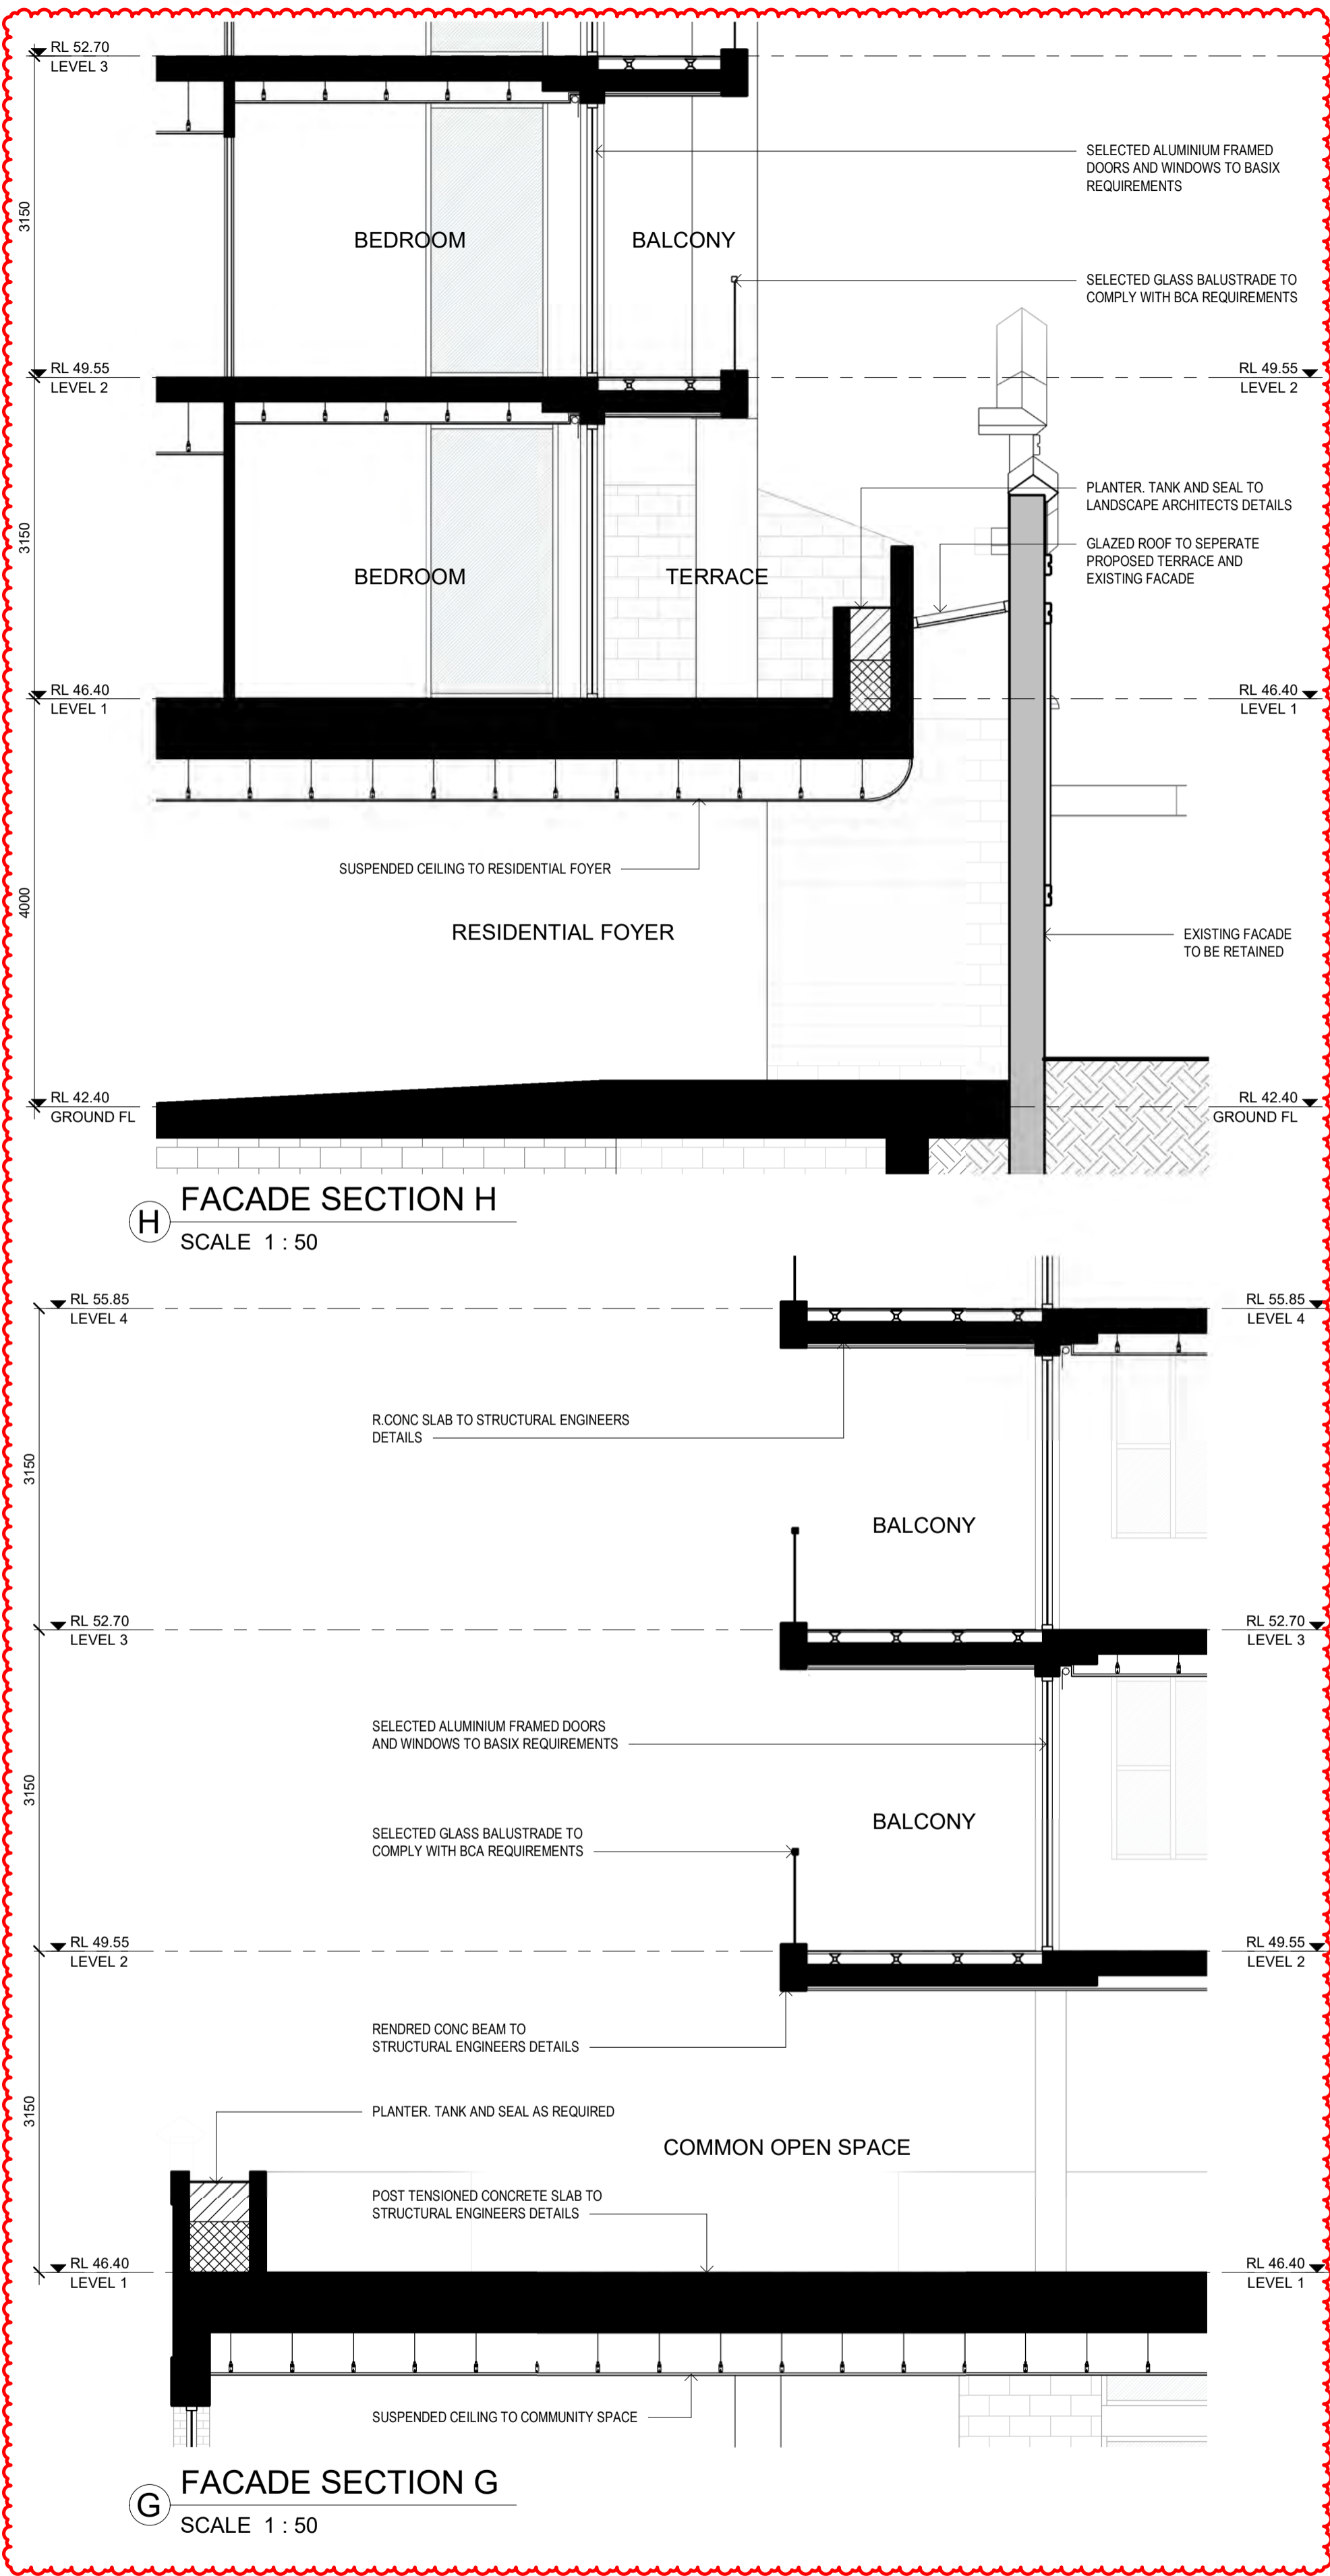 RL 52.70
LEVEL 3
SELECTED ALUMINIUM FRAMED
DOORS AND WINDOWS TO BASIX
REQUIREMENTS
3150
BEDROOM
BALCONY
SELECTED GLASS BALUSTRADE TO
COMPLY WITH BCA REQUIREMENTS
RL 49.55
LEVEL 2
RL 49.55
LEVEL 2
PLANTER. TANK AND SEAL TO
LANDSCAPE ARCHITECTS DETAILS
3150
GLAZED ROOF TO SEPERATE
PROPOSED TERRACE AND
EXISTING FACADE
BEDROOM
TERRACE
RL 46.40
LEVEL 1
RL 46.40
LEVEL 1
SUSPENDED CEILING TO RESIDENTIAL FOYER
4000
RESIDENTIAL FOYER
EXISTING FACADE
TO BE RETAINED
RL 42.40
GROUND FL
RL 42.40
GROUND FL
H
FACADE SECTION H
SCALE 1 : 50
RL 55.85
LEVEL 4
RL 55.85
LEVEL 4
R.CONC SLAB TO STRUCTURAL ENGINEERS
DETAILS
3150
BALCONY
RL 52.70
LEVEL 3
RL 52.70
LEVEL 3
SELECTED ALUMINIUM FRAMED DOORS
AND WINDOWS TO BASIX REQUIREMENTS
3150
BALCONY
SELECTED GLASS BALUSTRADE TO
COMPLY WITH BCA REQUIREMENTS
RL 49.55
LEVEL 2
RL 49.55
LEVEL 2
RENDRED CONC BEAM TO
STRUCTURAL ENGINEERS DETAILS
3150
PLANTER. TANK AND SEAL AS REQUIRED
COMMON OPEN SPACE
POST TENSIONED CONCRETE SLAB TO
STRUCTURAL ENGINEERS DETAILS
RL 46.40
LEVEL 1
RL 46.40
LEVEL 1
SUSPENDED CEILING TO COMMUNITY SPACE
G
FACADE SECTION G
SCALE 1 : 50